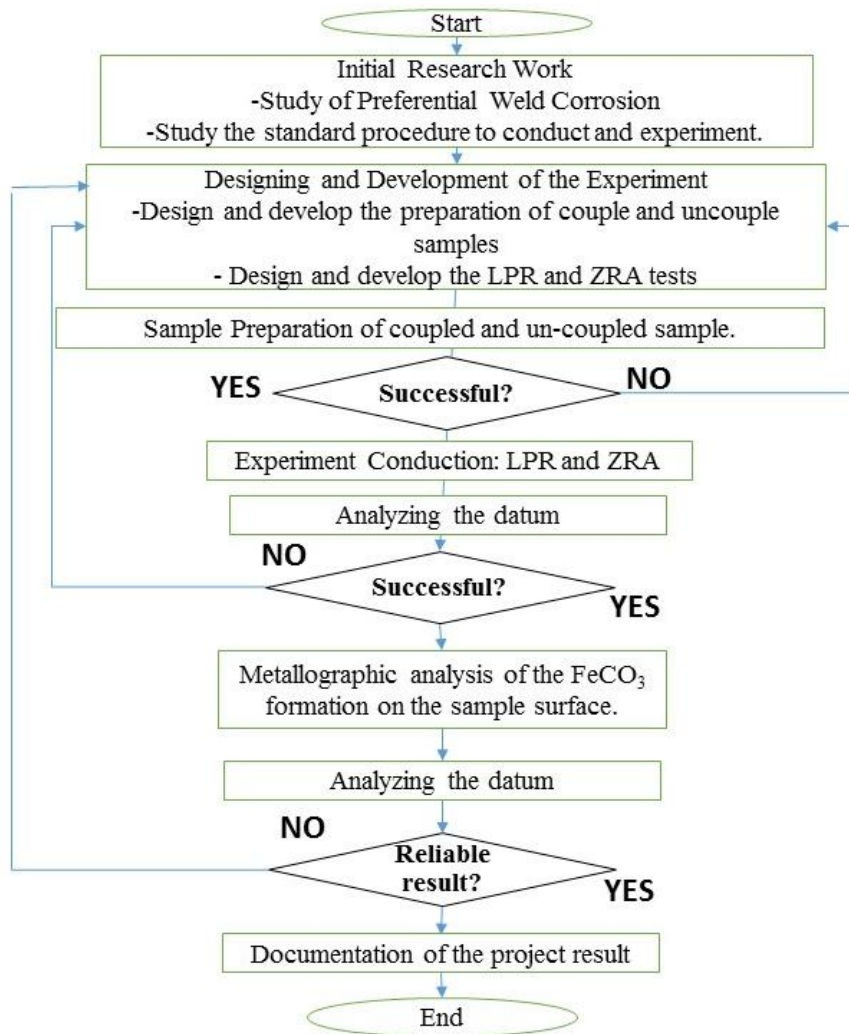 Start
Initial Research Work
-Study of Preferential Weld Corrosion
-Study the standard procedure to conduct and experiment.
Designing and Development of the Experiment
-Design and develop the preparation of couple and uncouple
samples
- Design and develop the LPR and ZRA tests
Sample Preparation of coupled and un-coupled sample.
YES
Successful?
NO
Experiment Conduction: LPR and ZRA
Analyzing the datum
NO
Successful?
YES
Metallographic analysis of the FeCO₃
formation on the sample surface.
Analyzing the datum
NO
Reliable
result?
YES
Documentation of the project result
End